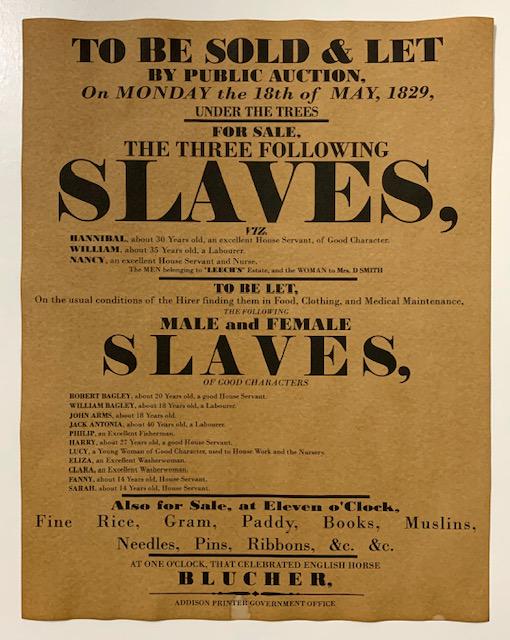 TO BE SOLD & LET
BY PUBLIC AUCTION,
On MONDAY the 18th of MAY, 1829,
UNDER THE TREES
FOR SALE,
THE THREE FOLLOWING
SLAVES,
VIZ.
HANNIBAL, about 30 Years old, an excellent House Servant, of Good Character.
WILLIAM, about 35 Years old, a Labourer.
NANCY, an excellent House Servant and Nurse.
The MEN belonging to "LEECH'S" Estate, and the WOMAN to Mrs. D SMITH
TO BE LET,
On the usual conditions of the Hirer finding them in Food, Clothing, and Medical Maintenance,
THE FOLLOWING
MALE and FEMALE
SLAVES,
OF GOOD CHARACTERS
ROBERT BAGLEY, about 20 Years old, a good House Servant.
WILLIAM BAGLEY, about 18 Years old, a Labourer.
JOHN ARMS, about 18 Years old.
JACK ANTONIA, about 40 Years old, a Labourer.
PHILIP, an Excellent Fisherman.
HARRY, about 27 Years old, a good House Servant.
LUCY, a Young Woman of Good Character, used to House Work and the Nursery.
ELIZA, an Excellent Washerwoman.
CLARA, an Excellent Washerwoman.
FANNY, about 14 Years old, House Servant.
SARAH, about 14 Years old, House Servant.
Also for Sale, at Eleven o'Clock,
Fine Rice, Gram, Paddy, Books, Muslins,
Needles, Pins, Ribbons, &c. &c.
AT ONE O'CLOCK, THAT CELEBRATED ENGLISH HORSE
BLUCHER,
ADDISON PRINTER GOVERNMENT OFFICE